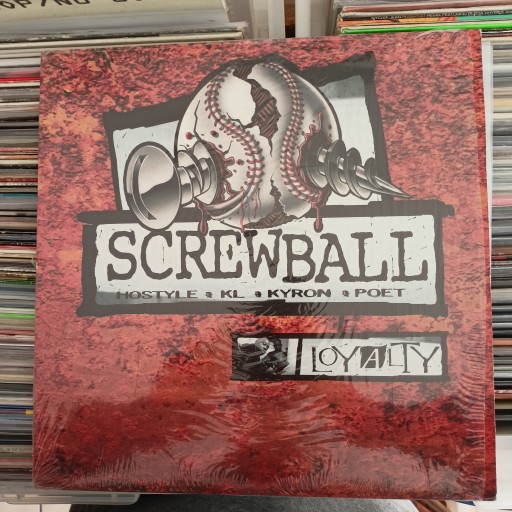 SCREWBALL
HOSTYLE • KL • KYRON • POET
LOYALTY